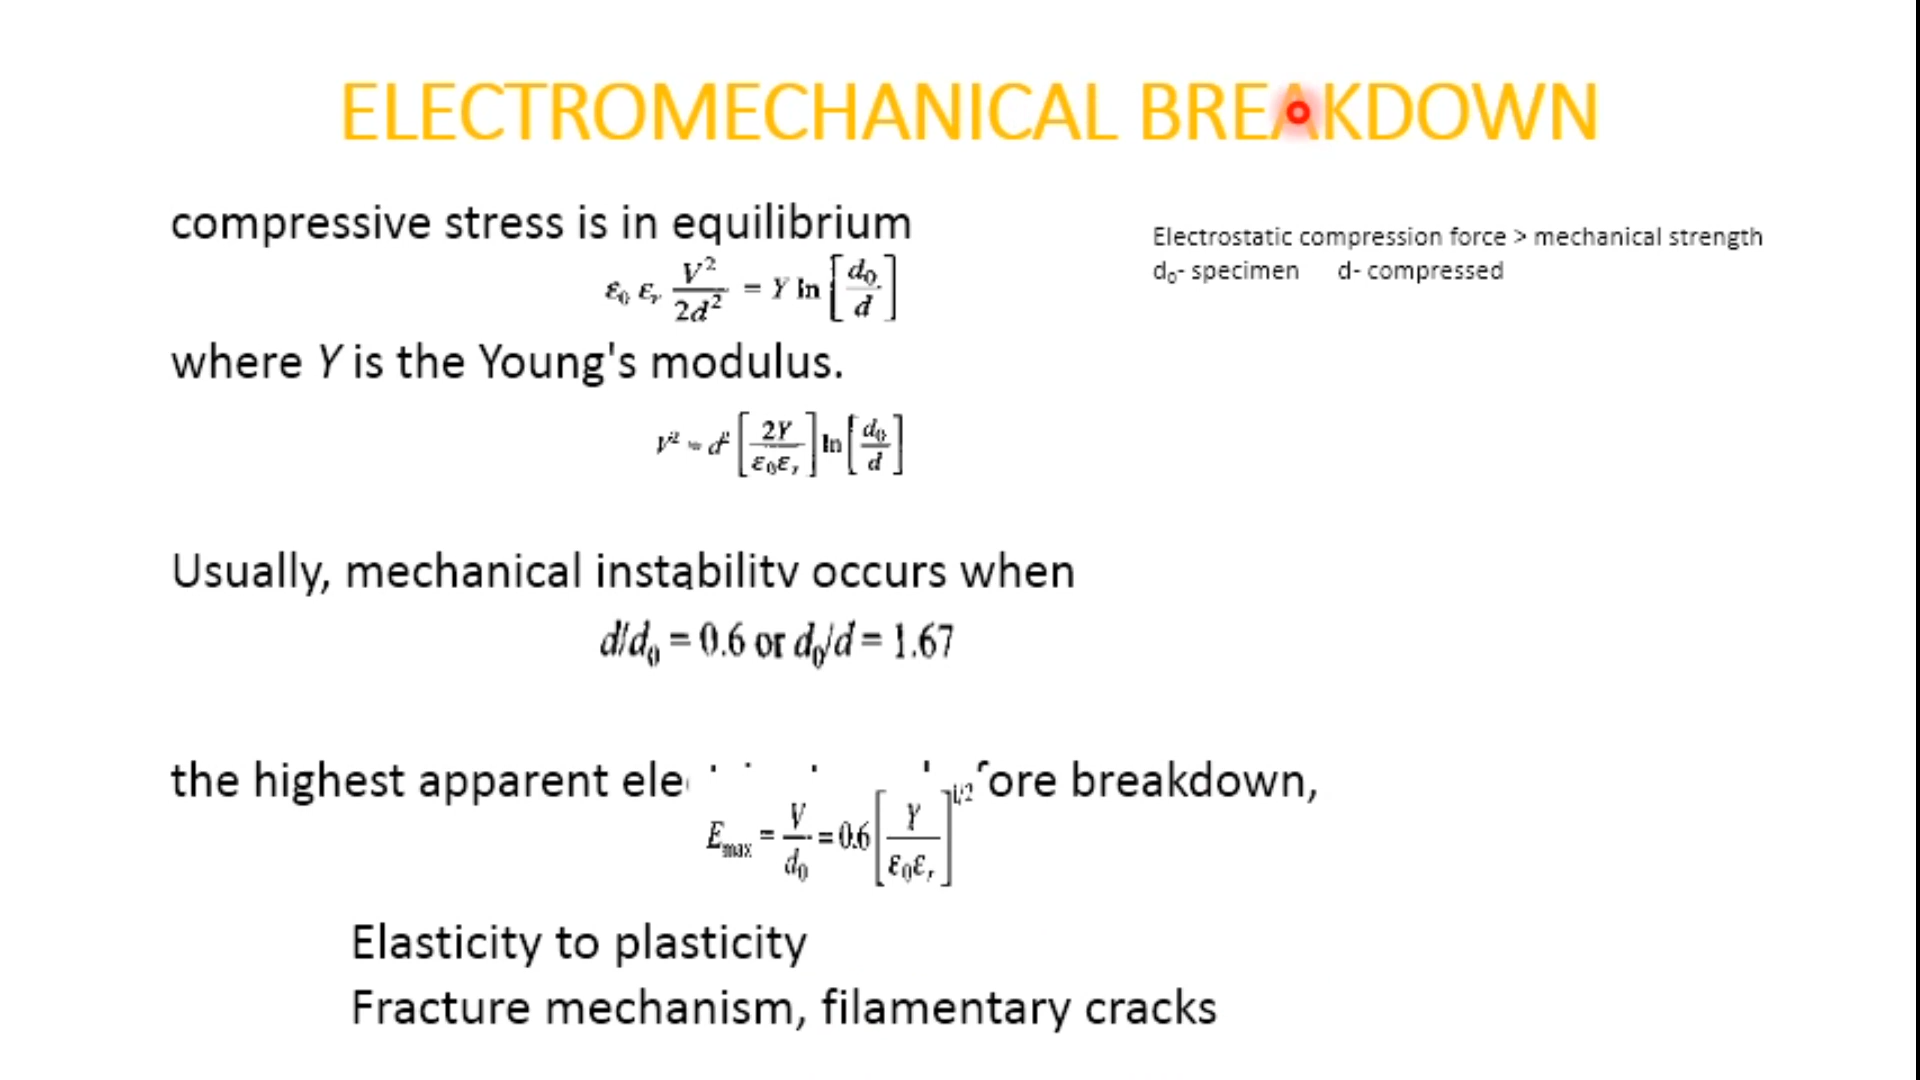 ELECTROMECHANICAL BREAKDOWN
compressive stress is in equilibrium
ε₀ εᵣ V²/2d² = Y ln [d₀/d]
Electrostatic compression force > mechanical strength
d₀- specimen d- compressed
where Y is the Young's modulus.
V² = d² [2Y/ε₀εᵣ] ln [d₀/d]
Usually, mechanical instability occurs when
d/d₀ = 0.6 or d₀/d = 1.67
the highest apparent breakdown,
E_max = V/d₀ = 0.6 [Y/ε₀εᵣ]^1/2
Elasticity to plasticity
Fracture mechanism, filamentary cracks